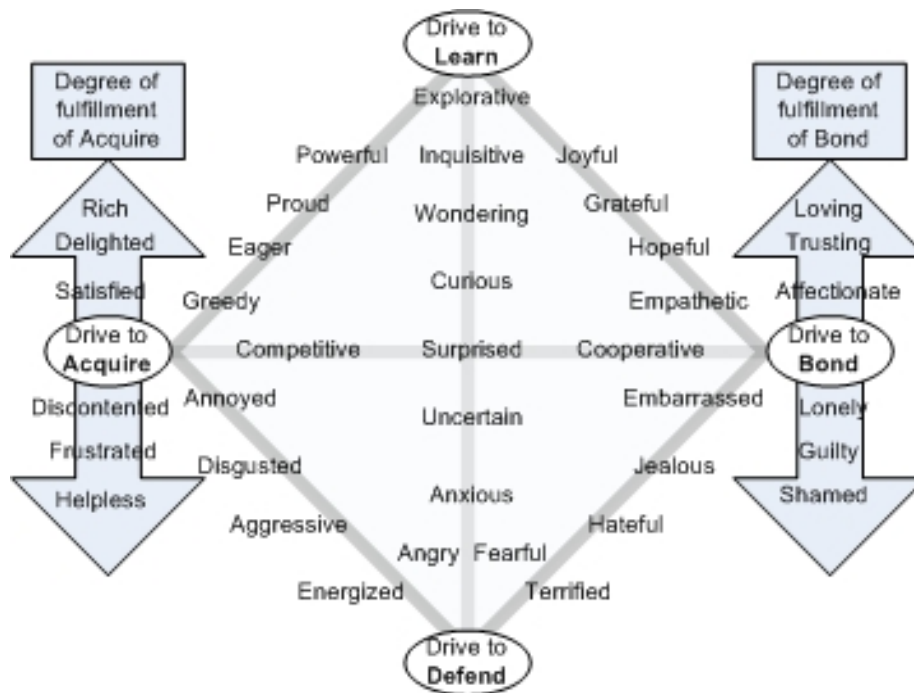 Drive to
Learn
Degree of
fulfillment
of Acquire
Degree of
fulfillment
of Bond
Explorative
Powerful
Inquisitive
Joyful
Rich
Proud
Wondering
Grateful
Loving
Delighted
Eager
Hopeful
Trusting
Satisfied
Greedy
Curious
Empathetic
Affectionate
Drive to
Acquire
Competitive
Surprised
Cooperative
Drive to
Bond
Discontented
Annoyed
Uncertain
Embarrassed
Lonely
Frustrated
Disgusted
Jealous
Guilty
Helpless
Anxious
Shamed
Aggressive
Hateful
Angry
Fearful
Energized
Terrified
Drive to
Defend